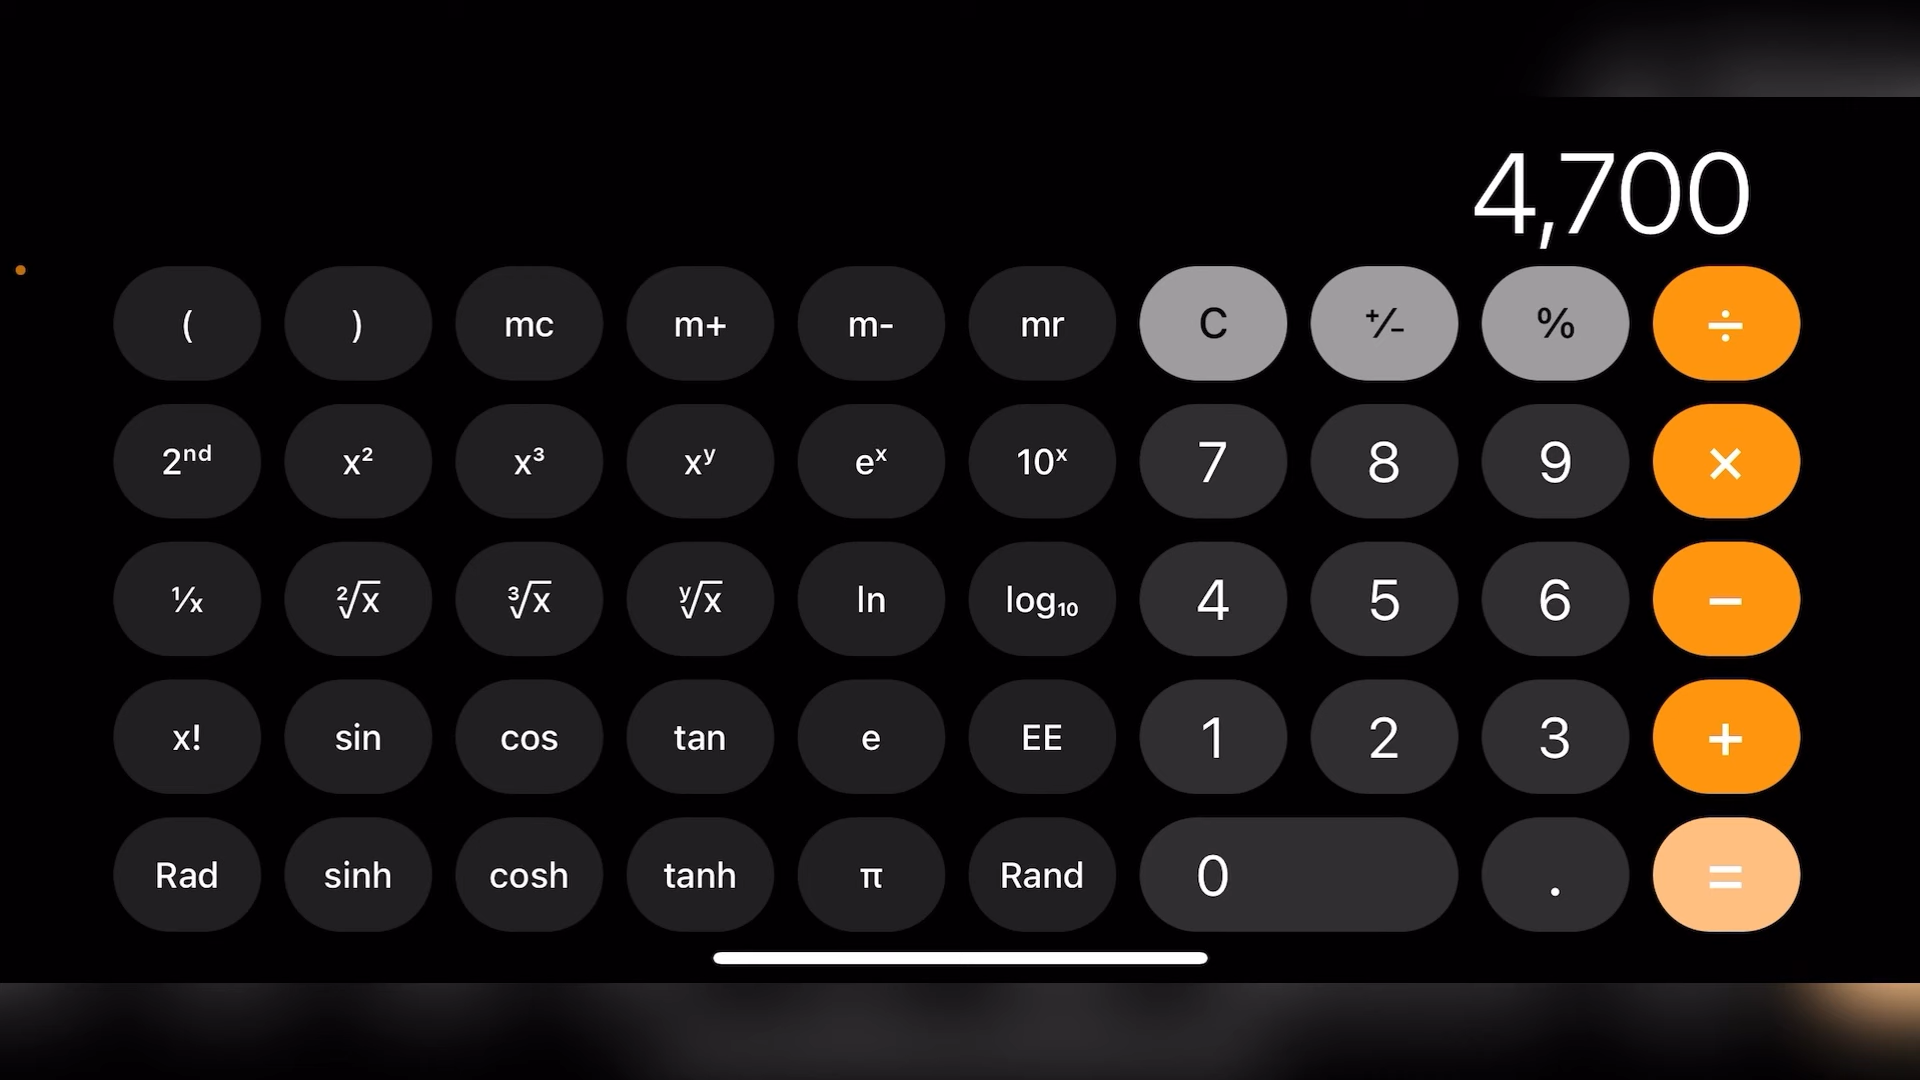 4,700
( ) mc m+ m- mr C ⁺∕₋ % ÷
2ⁿᵈ x² x³ xʸ eˣ 10ˣ 7 8 9 ×
¹∕x ²√x ³√x ʸ√x ln log₁₀ 4 5 6 −
x! sin cos tan e EE 1 2 3 +
Rad sinh cosh tanh π Rand 0 . =